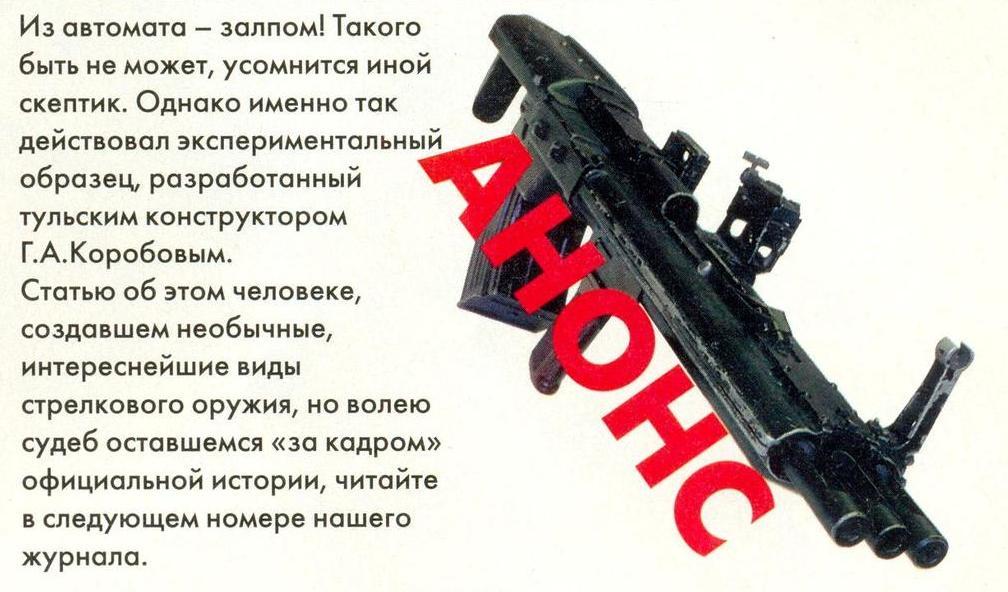 Из автомата – залпом! Такого
быть не может, усомнится иной
скептик. Однако именно так
действовал экспериментальный
образец, разработанный
тульским конструктором
Г.А.Коробовым.
Статью об этом человеке,
создавшем необычные,
интереснейшие виды
стрелкового оружия, но волею
судеб оставшемся «за кадром»
официальной истории, читайте
в следующем номере нашего
журнала.
АНОНС